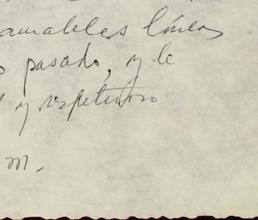 amables líneas
pasado, y le
y respetuoso
m.